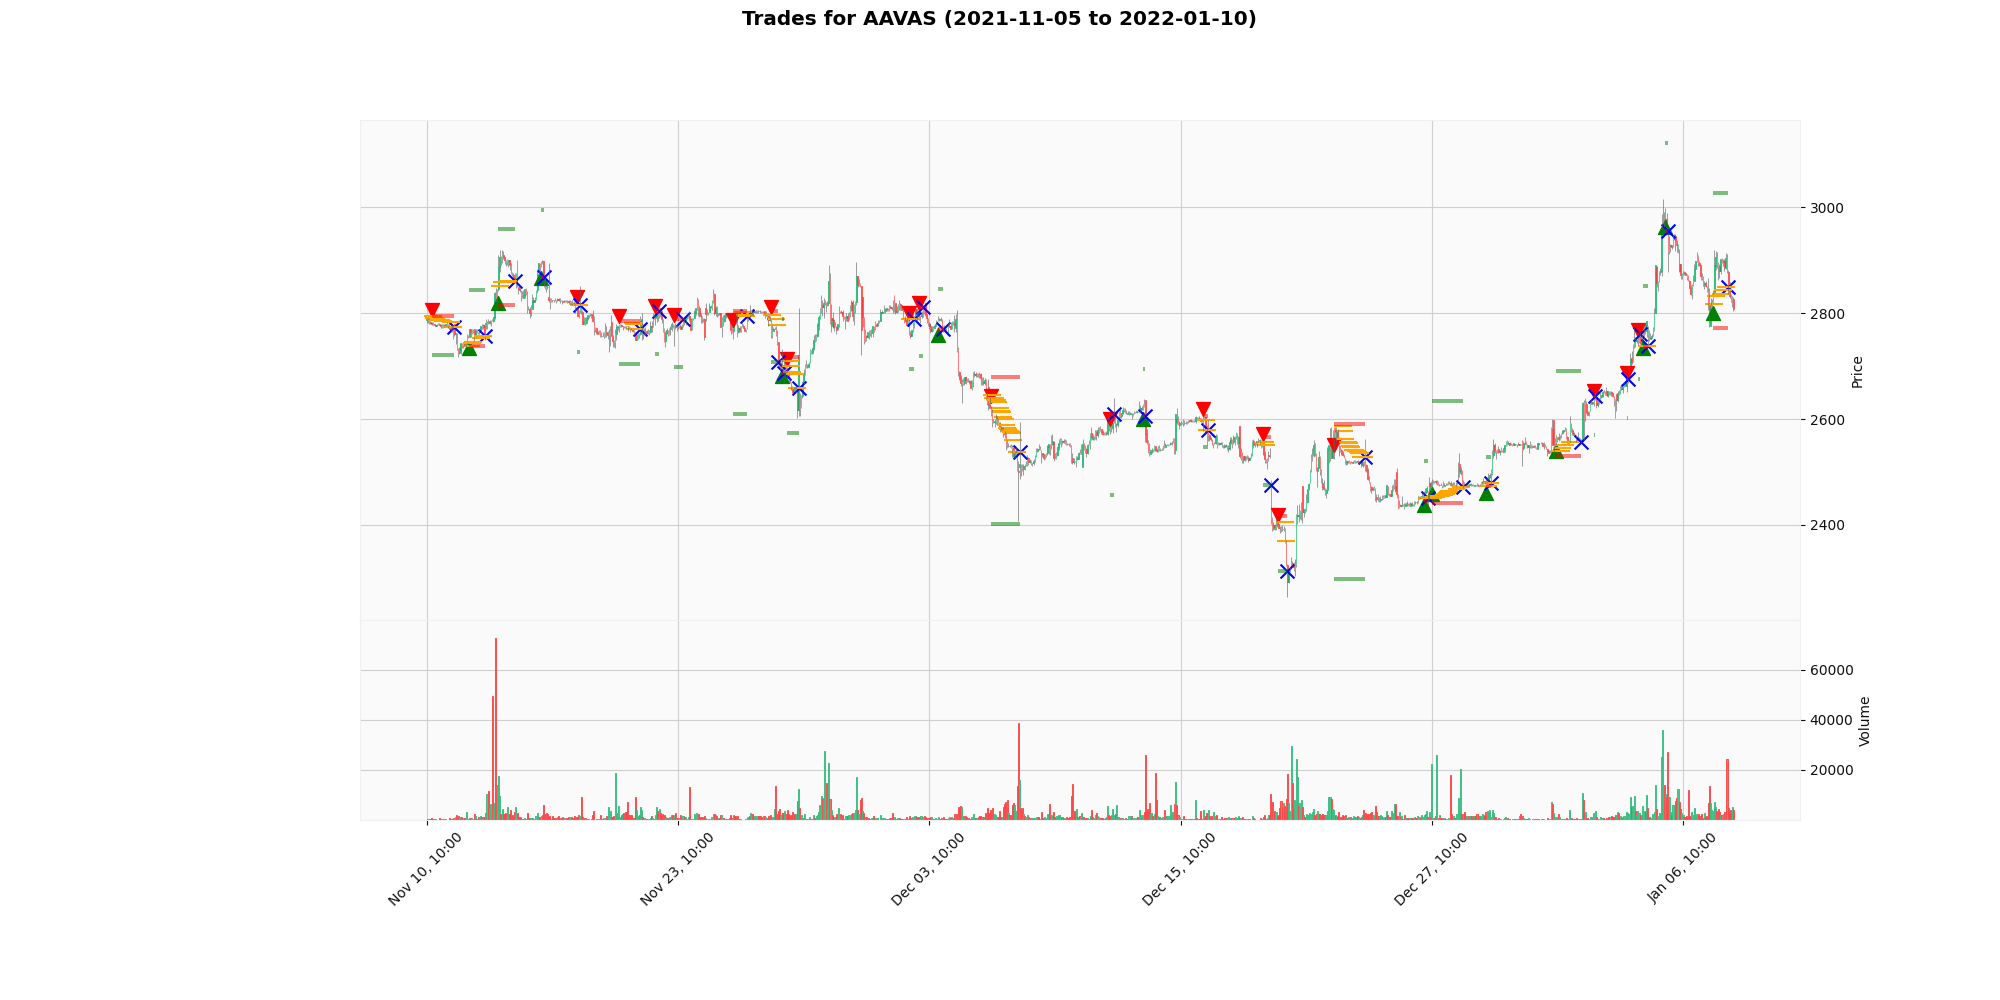 Trades for AAVAS (2021-11-05 to 2022-01-10)
3000
2800
2600
2400
Price
60000
40000
20000
Volume
Nov 10, 10:00
Nov 23, 10:00
Dec 03, 10:00
Dec 15, 10:00
Dec 27, 10:00
Jan 06, 10:00